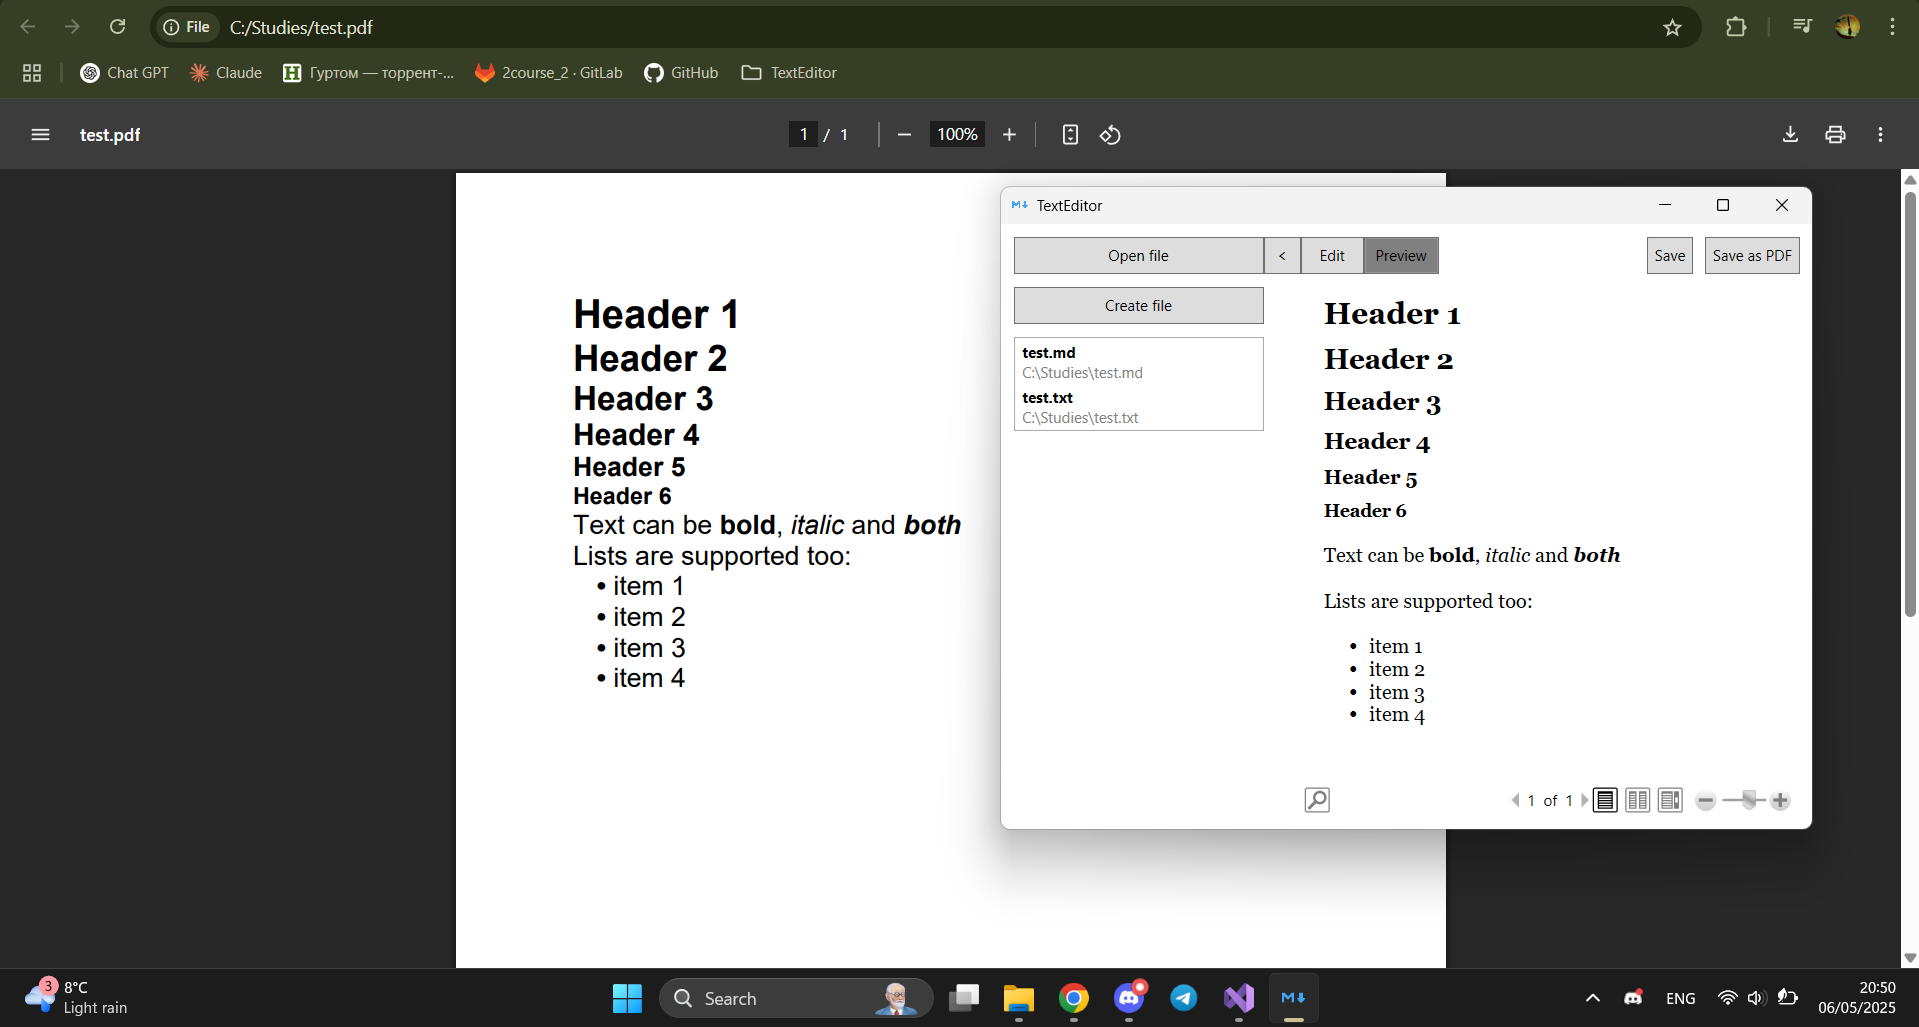 File C:/Studies/test.pdf
Chat GPT Claude Гуртом — торрент-... 2course_2 · GitLab GitHub TextEditor
test.pdf 1 / 1 100%
Header 1
Header 2
Header 3
Header 4
Header 5
Header 6
Text can be bold, italic and both
Lists are supported too:
• item 1
• item 2
• item 3
• item 4
M↓ TextEditor
Open file < Edit Preview Save Save as PDF
Create file
test.md
C:\Studies\test.md
test.txt
C:\Studies\test.txt
Header 1
Header 2
Header 3
Header 4
Header 5
Header 6
Text can be bold, italic and both
Lists are supported too:
• item 1
• item 2
• item 3
• item 4
1 of 1
3 8°C
Light rain
Search
M↓
ENG
20:50
06/05/2025